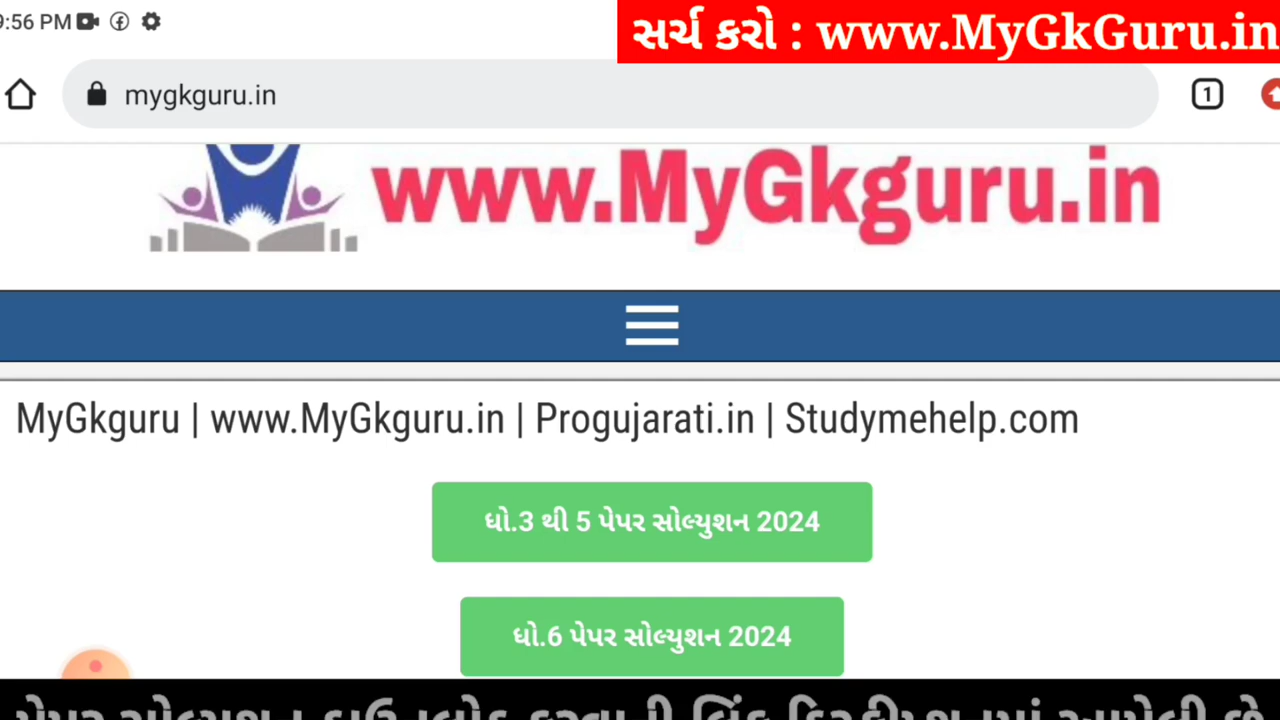 9:56 PM
સર્ચ કરો : www.MyGkGuru.in
mygkguru.in
1
www.MyGkguru.in
MyGkguru | www.MyGkguru.in | Progujarati.in | Studymehelp.com
ધો.3 થી 5 પેપર સોલ્યુશન 2024
ધો.6 પેપર સોલ્યુશન 2024